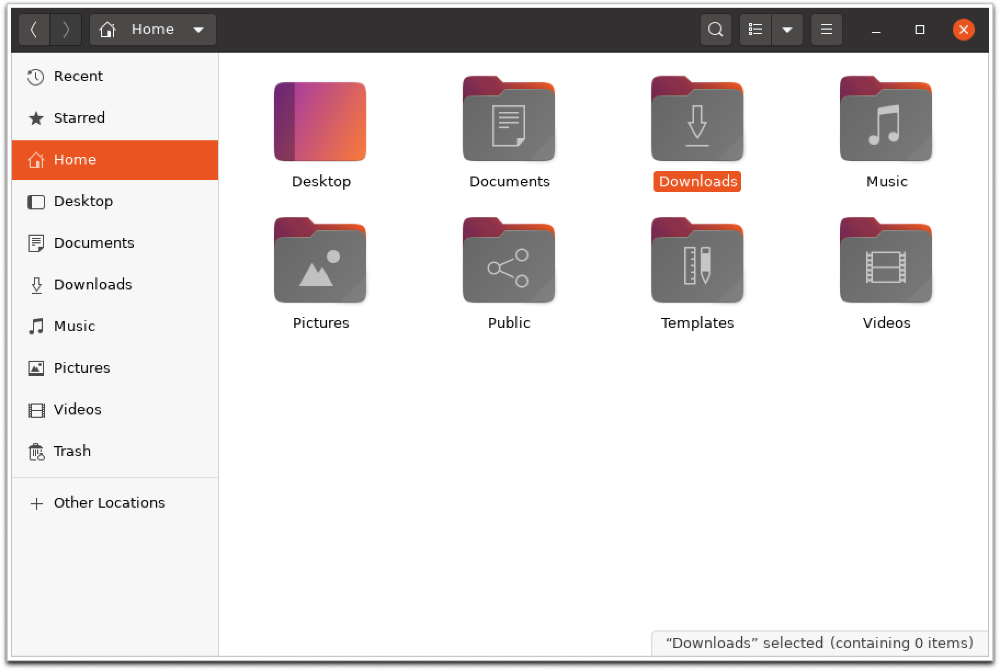 Home
Recent
Starred
Home
Desktop
Documents
Downloads
Music
Pictures
Videos
Trash
Other Locations
Desktop
Documents
Downloads
Music
Pictures
Public
Templates
Videos
“Downloads” selected (containing 0 items)